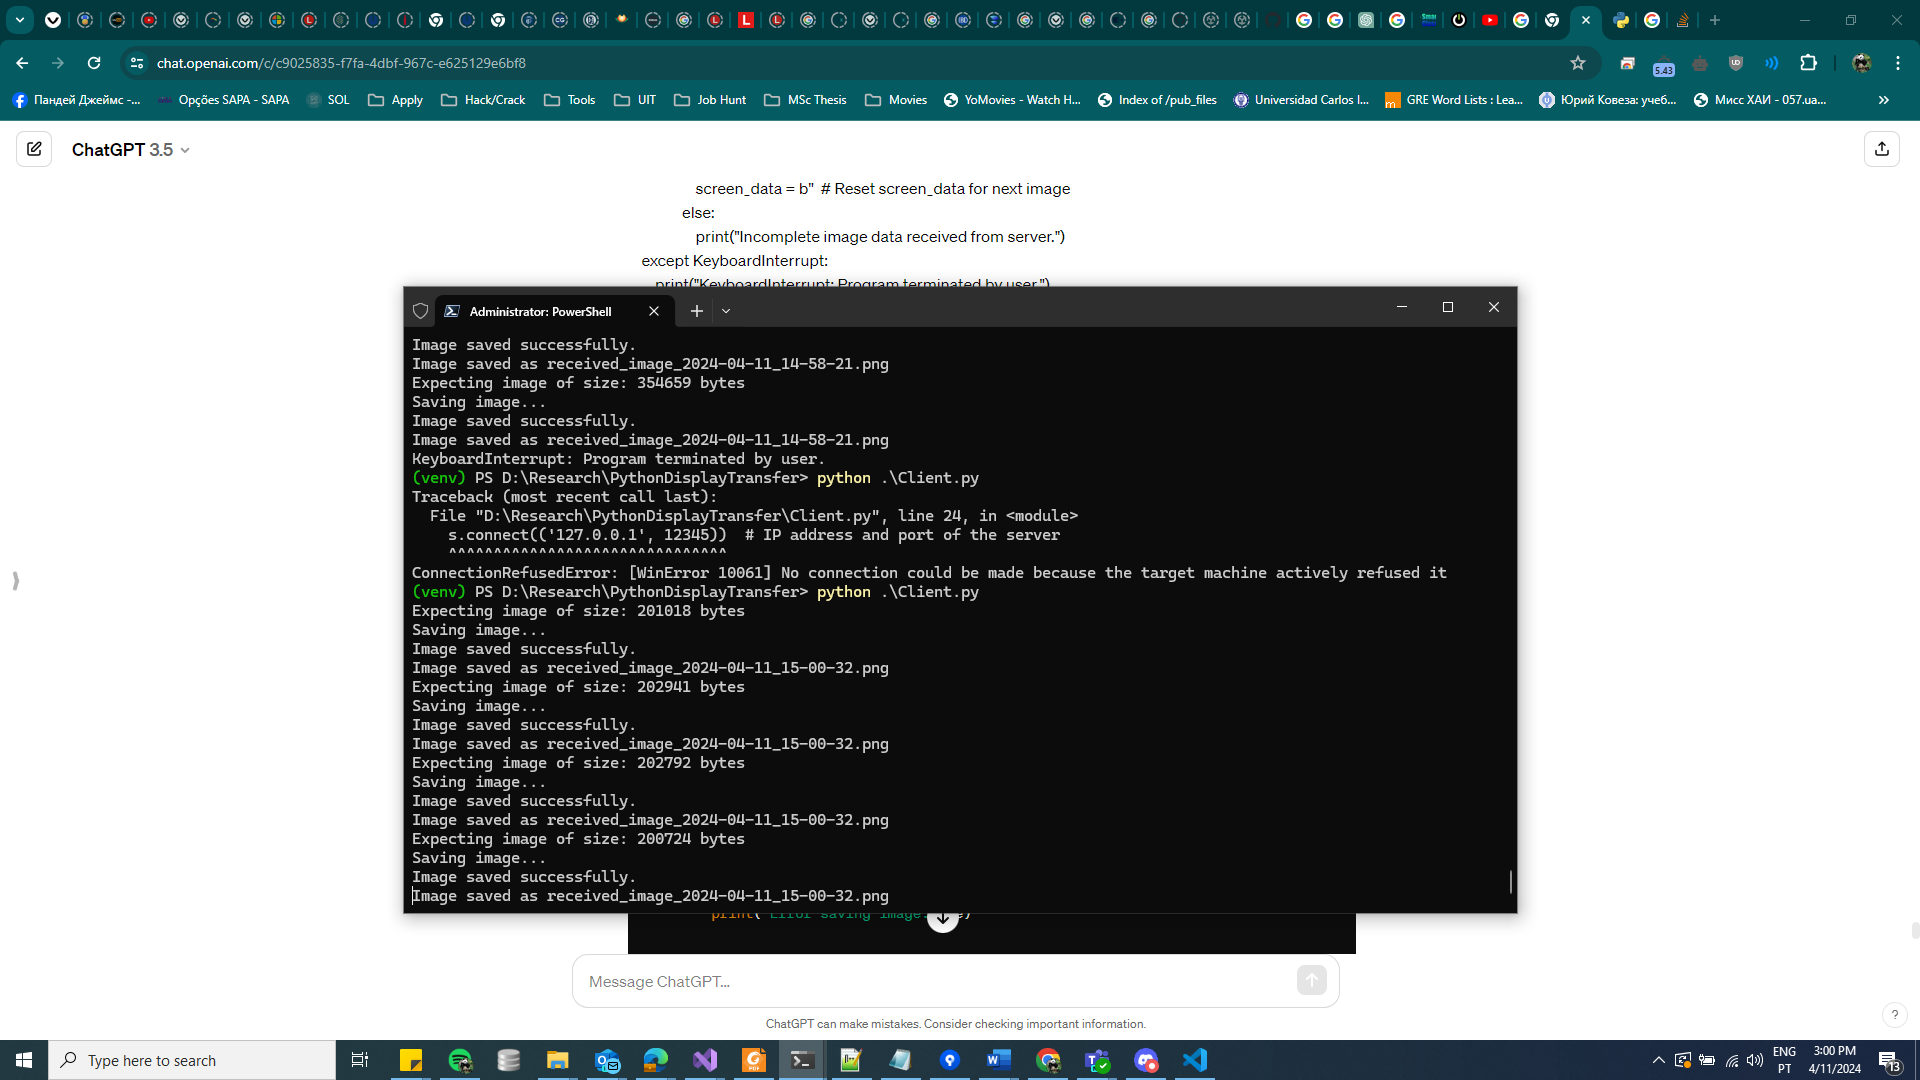 5.43
chat.openai.com/c/c9025835-f7fa-4dbf-967c-e625129e6bf8
Пандей Джеймс -...
Opções SAPA - SAPA
SOL
Apply
Hack/Crack
Tools
UIT
Job Hunt
MSc Thesis
Movies
YoMovies - Watch H...
Index of /pub_files
Universidad Carlos I...
GRE Word Lists : Lea...
Юрий Ковеза: учеб...
Мисс ХАИ - 057.ua...
ChatGPT 3.5
screen_data = b'' # Reset screen_data for next image
else:
print("Incomplete image data received from server.")
except KeyboardInterrupt:
print("KeyboardInterrupt: Program terminated by user.")
Administrator: PowerShell
Image saved successfully.
Image saved as received_image_2024-04-11_14-58-21.png
Expecting image of size: 354659 bytes
Saving image...
Image saved successfully.
Image saved as received_image_2024-04-11_14-58-21.png
KeyboardInterrupt: Program terminated by user.
(venv) PS D:\Research\PythonDisplayTransfer> python .\Client.py
Traceback (most recent call last):
File "D:\Research\PythonDisplayTransfer\Client.py", line 24, in <module>
s.connect(('127.0.0.1', 12345))  # IP address and port of the server
^^^^^^^^^^^^^^^^^^^^^^^^^^^^^^^
ConnectionRefusedError: [WinError 10061] No connection could be made because the target machine actively refused it
(venv) PS D:\Research\PythonDisplayTransfer> python .\Client.py
Expecting image of size: 201018 bytes
Saving image...
Image saved successfully.
Image saved as received_image_2024-04-11_15-00-32.png
Expecting image of size: 202941 bytes
Saving image...
Image saved successfully.
Image saved as received_image_2024-04-11_15-00-32.png
Expecting image of size: 202792 bytes
Saving image...
Image saved successfully.
Image saved as received_image_2024-04-11_15-00-32.png
Expecting image of size: 200724 bytes
Saving image...
Image saved successfully.
Image saved as received_image_2024-04-11_15-00-32.png
print("Error saving image:
Message ChatGPT...
ChatGPT can make mistakes. Consider checking important information.
?
Type here to search
ENG
PT
3:00 PM
4/11/2024
13